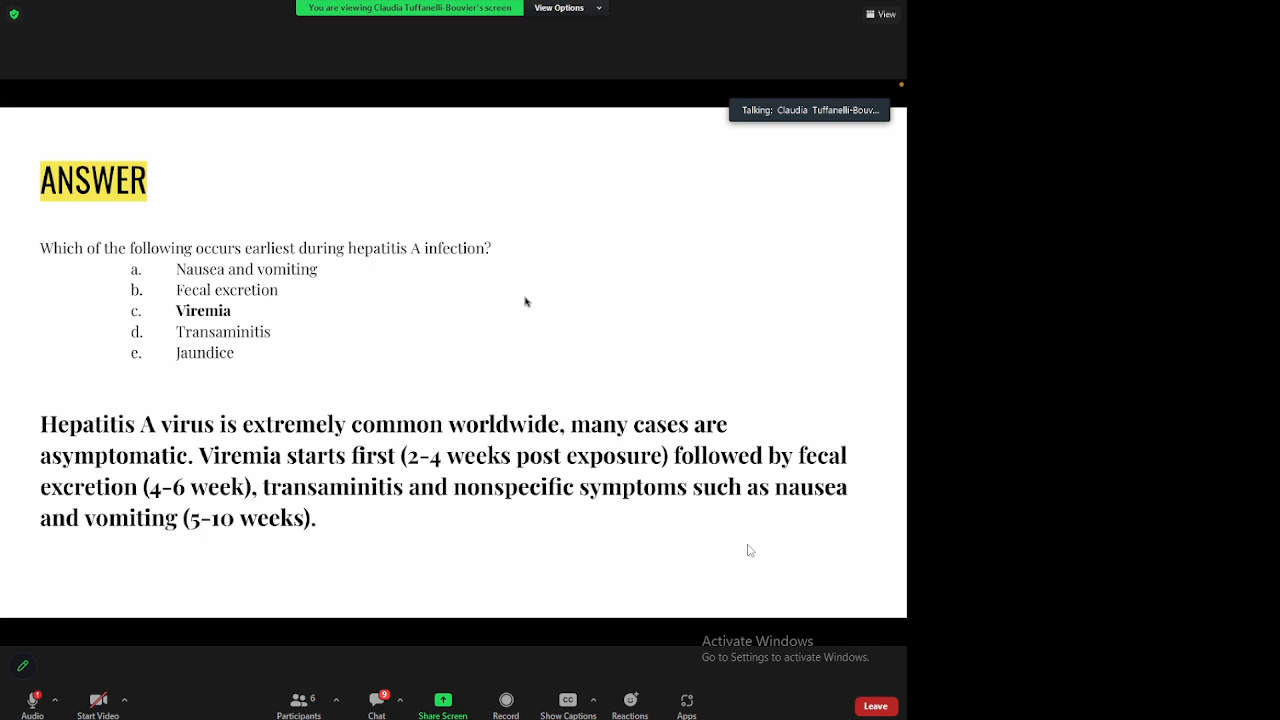 You are viewing Claudia Tuffanelli-Bouvier's screen
View Options
View
Talking: Claudia Tuffanelli-Bouv...
ANSWER
Which of the following occurs earliest during hepatitis A infection?
a. Nausea and vomiting
b. Fecal excretion
c. Viremia
d. Transaminitis
e. Jaundice
Hepatitis A virus is extremely common worldwide, many cases are
asymptomatic. Viremia starts first (2-4 weeks post exposure) followed by fecal
excretion (4-6 week), transaminitis and nonspecific symptoms such as nausea
and vomiting (5-10 weeks).
Activate Windows
Go to Settings to activate Windows.
6
9
CC
Audio
Start Video
Participants
Chat
Share Screen
Record
Show Captions
Reactions
Apps
Leave